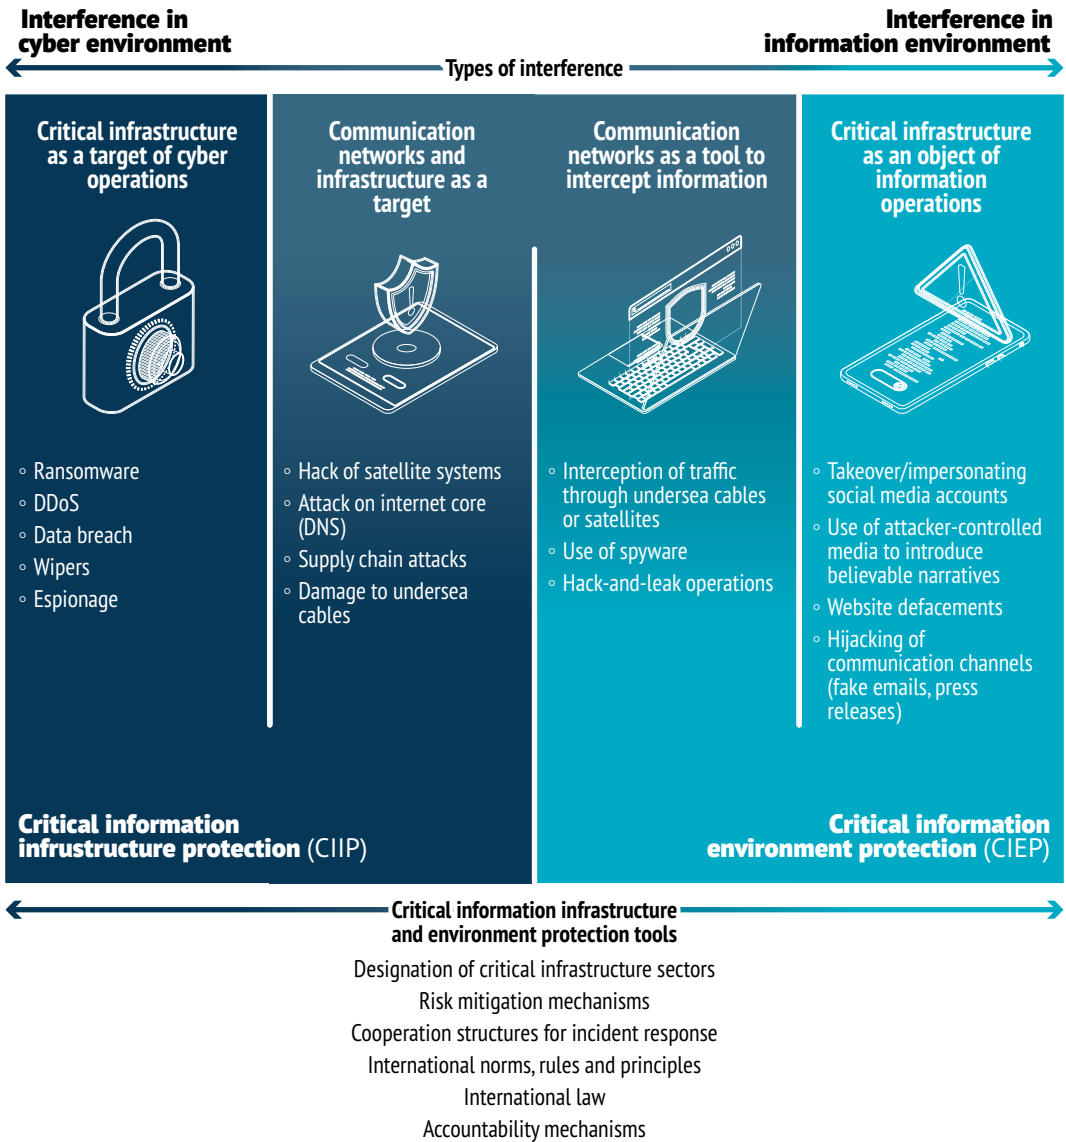 Interference in
cyber environment
Interference in
information environment
Types of interference
Critical infrastructure
as a target of cyber
operations
Communication
networks and
infrastructure as a
target
Communication
networks as a tool to
intercept information
Critical infrastructure
as an object of
information
operations
◦ Ransomware
◦ DDoS
◦ Data breach
◦ Wipers
◦ Espionage
◦ Hack of satellite systems
◦ Attack on internet core
(DNS)
◦ Supply chain attacks
◦ Damage to undersea
cables
◦ Interception of traffic
through undersea cables
or satellites
◦ Use of spyware
◦ Hack-and-leak operations
◦ Takeover/impersonating
social media accounts
◦ Use of attacker-controlled
media to introduce
believable narratives
◦ Website defacements
◦ Hijacking of
communication channels
(fake emails, press
releases)
Critical information
infrustructure protection (CIIP)
Critical information
environment protection (CIEP)
Critical information infrastructure
and environment protection tools
Designation of critical infrastructure sectors
Risk mitigation mechanisms
Cooperation structures for incident response
International norms, rules and principles
International law
Accountability mechanisms